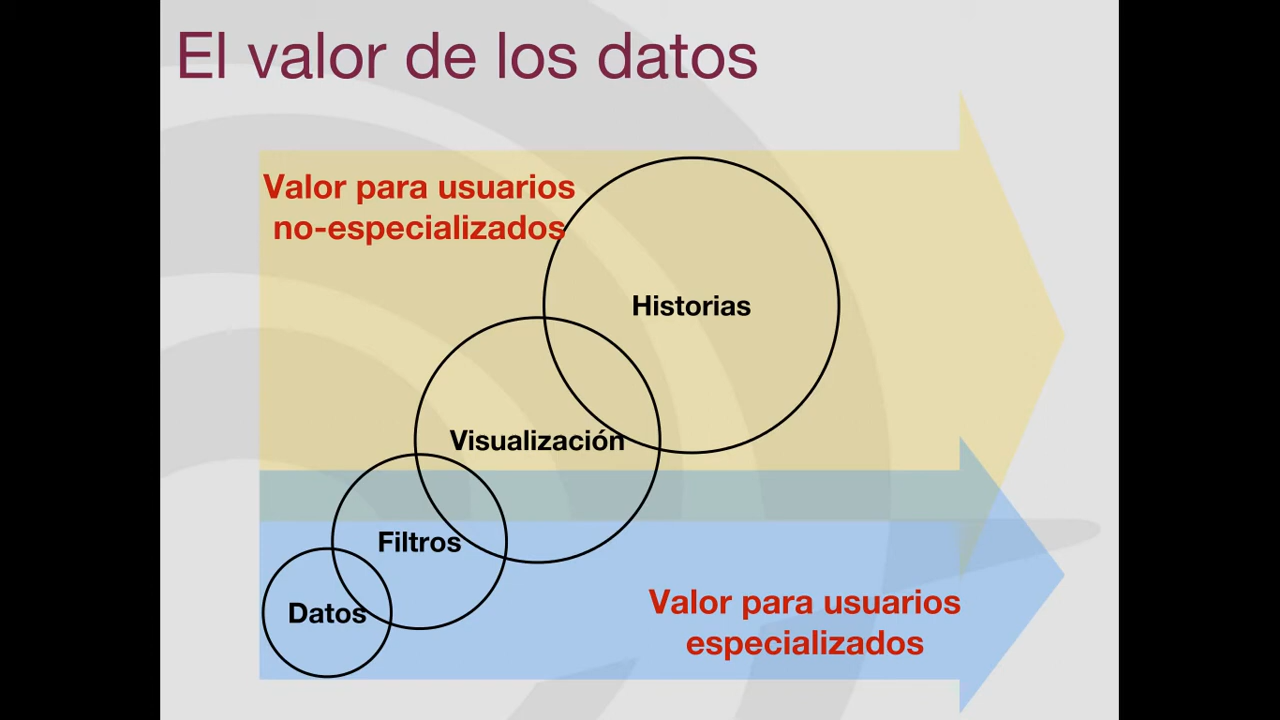 El valor de los datos
Valor para usuarios
no-especializados
Historias
Visualización
Filtros
Datos
Valor para usuarios
especializados